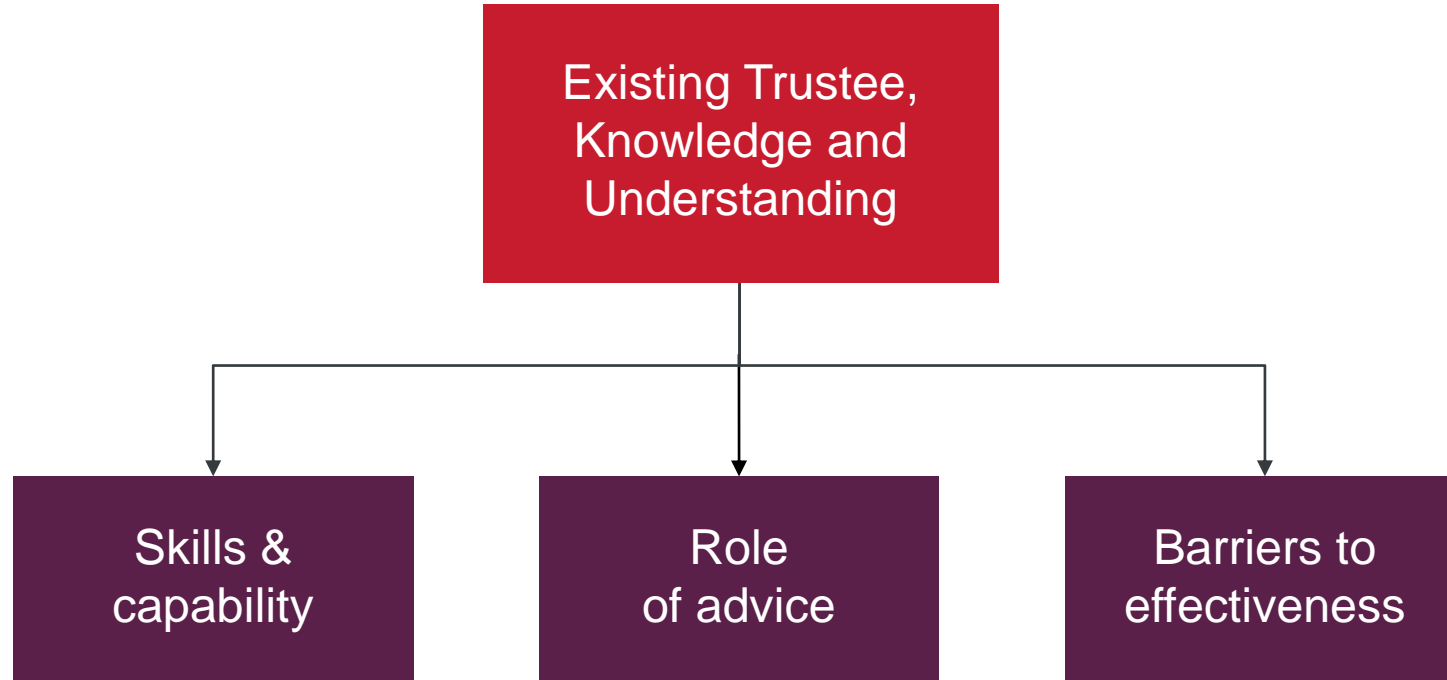 Existing Trustee,
Knowledge and
Understanding
Skills &
capability
Role
of advice
Barriers to
effectiveness